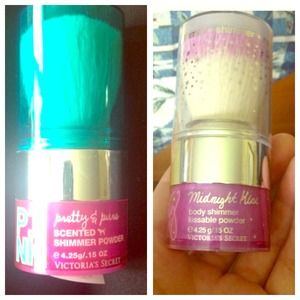 pretty & pure
SCENTED 'N'
SHIMMER POWDER
e 4.25g/.15 OZ
VICTORIA'S SECRET
shimmer
Midnight Kiss
body shimmer
kissable powder
e 4.25g/.15 OZ
VICTORIA'S SECRET